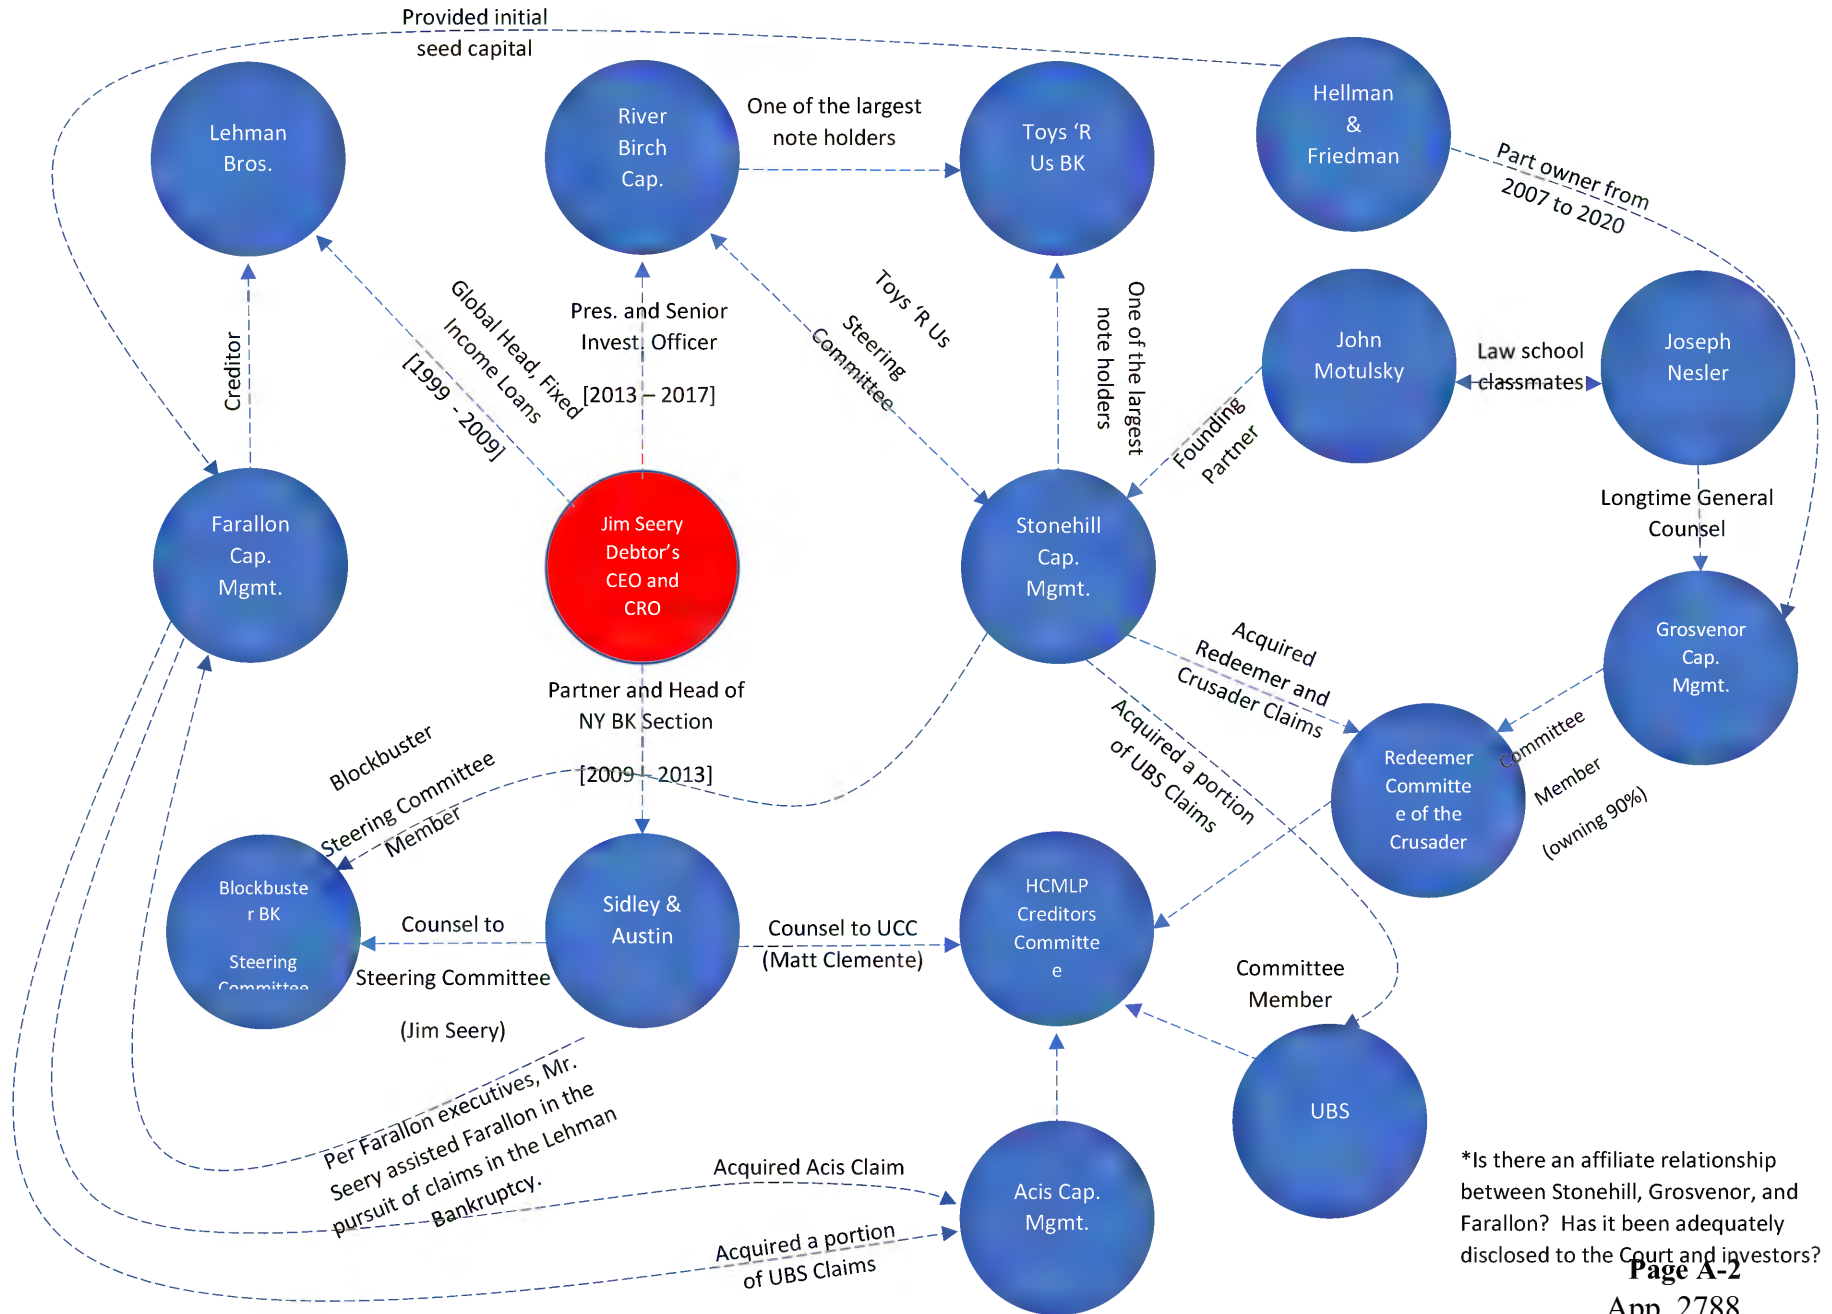 Provided initial
seed capital
Lehman
Bros.
River
Birch
Cap.
One of the largest
note holders
Toys ‘R
Us BK
Hellman
&
Friedman
Part owner from
2007 to 2020
Creditor
Global Head, Fixed
Income Loans
[1999 - 2009]
Pres. and Senior
Invest. Officer
[2013 – 2017]
Toys ‘R Us
Steering
Committee
One of the largest
note holders
John
Motulsky
Law school
classmates
Joseph
Nesler
Founding
Partner
Longtime General
Counsel
Farallon
Cap.
Mgmt.
Jim Seery
Debtor’s
CEO and
CRO
Stonehill
Cap.
Mgmt.
Grosvenor
Cap.
Mgmt.
Partner and Head of
NY BK Section
[2009 – 2013]
Acquired
Redeemer and
Crusader Claims
Acquired a portion
of UBS Claims
Redeemer
Committe
e of the
Crusader
Committee
Member
(owning 90%)
Blockbuster
Steering Committee
Member
Blockbuste
r BK
Steering
Committee
Counsel to
Steering Committee
(Jim Seery)
Sidley &
Austin
Counsel to UCC
(Matt Clemente)
HCMLP
Creditors
Committe
e
Committee
Member
UBS
Per Farallon executives, Mr.
Seery assisted Farallon in the
pursuit of claims in the Lehman
Bankruptcy.
Acquired Acis Claim
Acquired a portion
of UBS Claims
Acis Cap.
Mgmt.
*Is there an affiliate relationship
between Stonehill, Grosvenor, and
Farallon?  Has it been adequately
disclosed to the Court and investors?
Page A-2
App. 2788